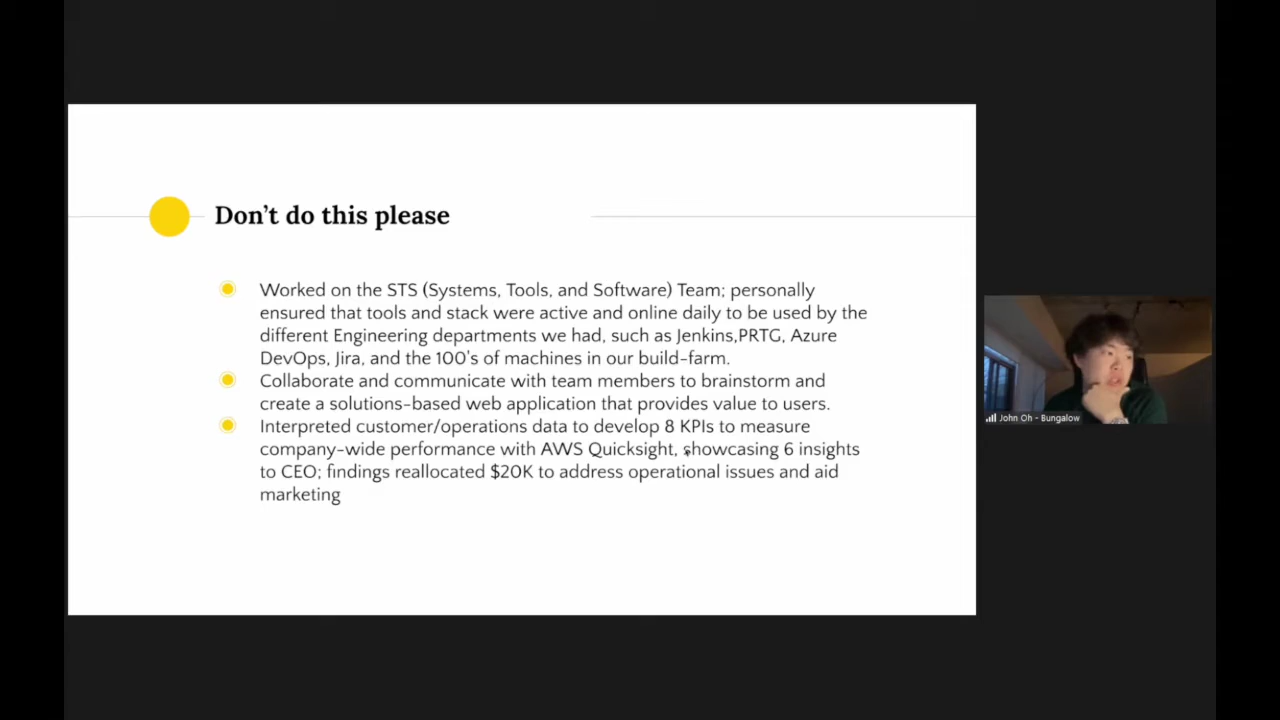 Don't do this please
Worked on the STS (Systems, Tools, and Software) Team; personally
ensured that tools and stack were active and online daily to be used by the
different Engineering departments we had, such as Jenkins,PRTG, Azure
DevOps, Jira, and the 100's of machines in our build-farm.
Collaborate and communicate with team members to brainstorm and
create a solutions-based web application that provides value to users.
Interpreted customer/operations data to develop 8 KPIs to measure
company-wide performance with AWS Quicksight, showcasing 6 insights
to CEO; findings reallocated $20K to address operational issues and aid
marketing
John Oh - Bungalow